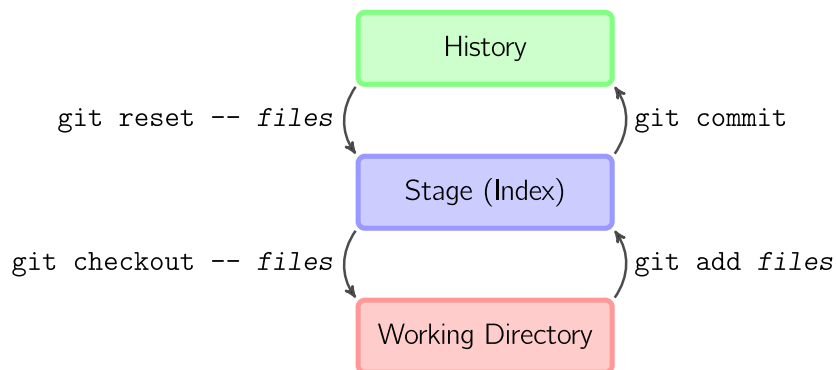 History
git reset -- files
git commit
Stage (Index)
git checkout -- files
git add files
Working Directory